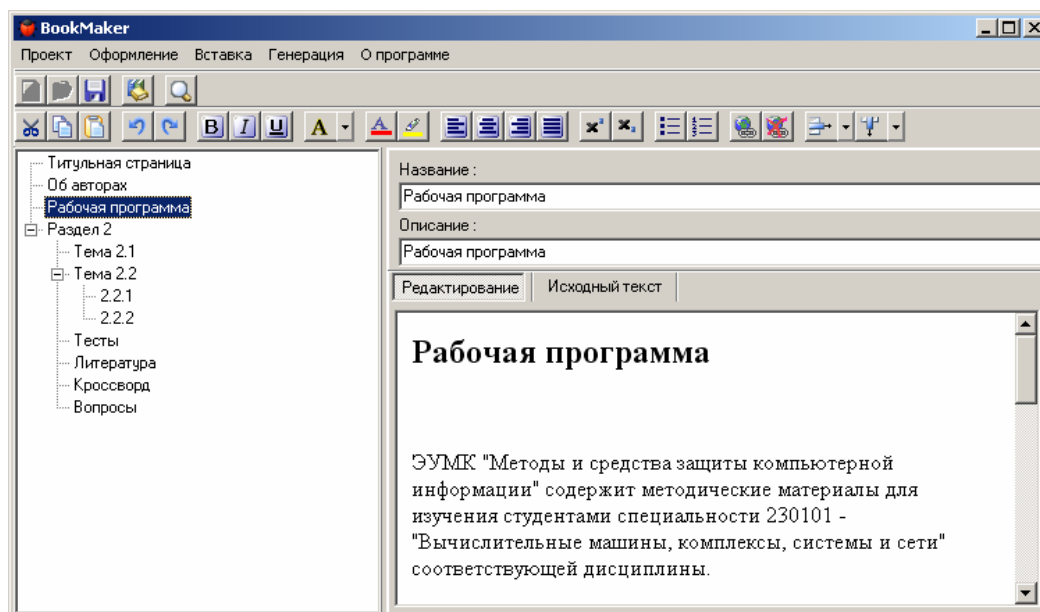 BookMaker
Проект Оформление Вставка Генерация О программе
B I U A A x² x₂
Титульная страница
Об авторах
Рабочая программа
Раздел 2
Тема 2.1
Тема 2.2
2.2.1
2.2.2
Тесты
Литература
Кроссворд
Вопросы
Название :
Рабочая программа
Описание :
Рабочая программа
Редактирование Исходный текст
Рабочая программа
ЭУМК "Методы и средства защиты компьютерной
информации" содержит методические материалы для
изучения студентами специальности 230101 -
"Вычислительные машины, комплексы, системы и сети"
соответствующей дисциплины.